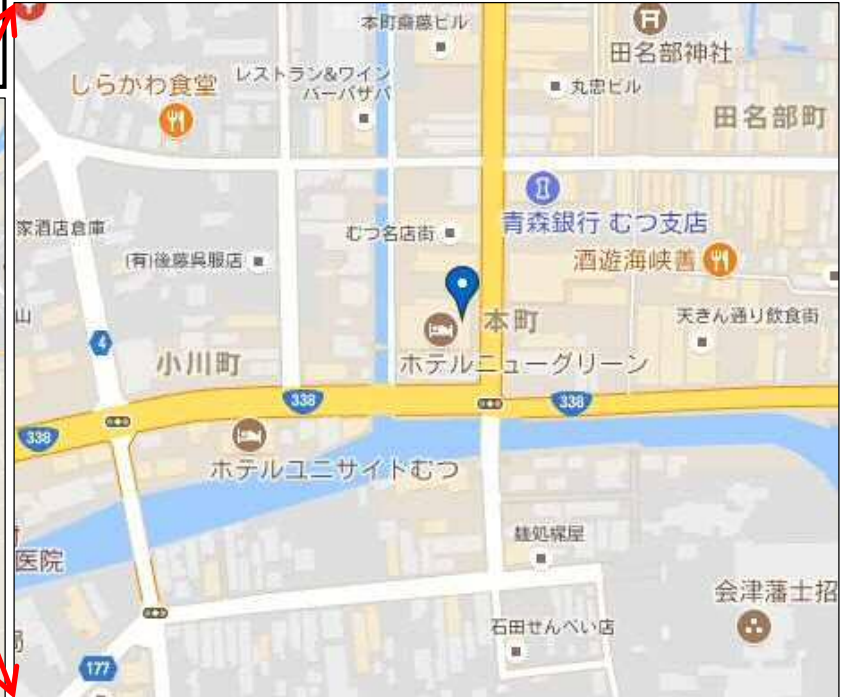 本町齋藤ビル
田名部神社
しらかわ食堂
レストラン&ワイン
バーバサバ
丸忠ビル
田名部町
家酒店倉庫
むつ名店街
青森銀行 むつ支店
(有)後藤呉服店
酒遊海峡善
山
4
本町
天きん通り飲食街
小川町
ホテルニューグリーン
338
338
338
ホテルユニサイトむつ
麺処梶屋
医院
会津藩士招
石田せんべい店
177